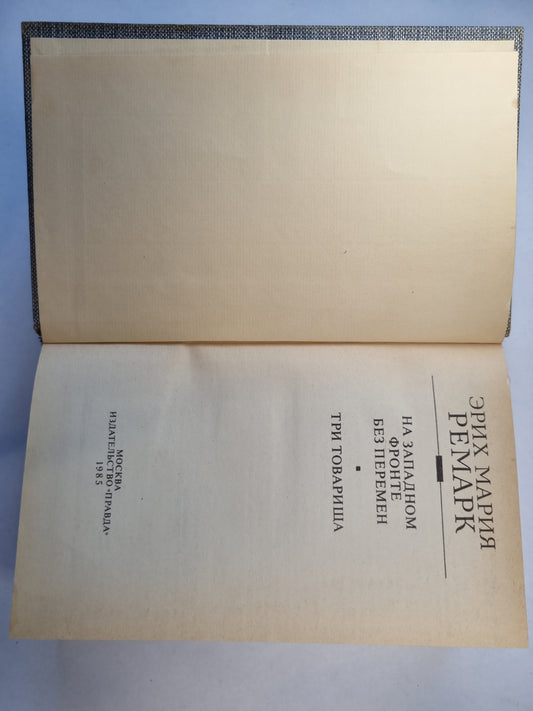 ЭРИХ МАРИЯ
РЕМАРК
НА ЗАПАДНОМ
ФРОНТЕ
БЕЗ ПЕРЕМЕН
ТРИ ТОВАРИЩА
МОСКВА
ИЗДАТЕЛЬСТВО «ПРАВДА»
1985